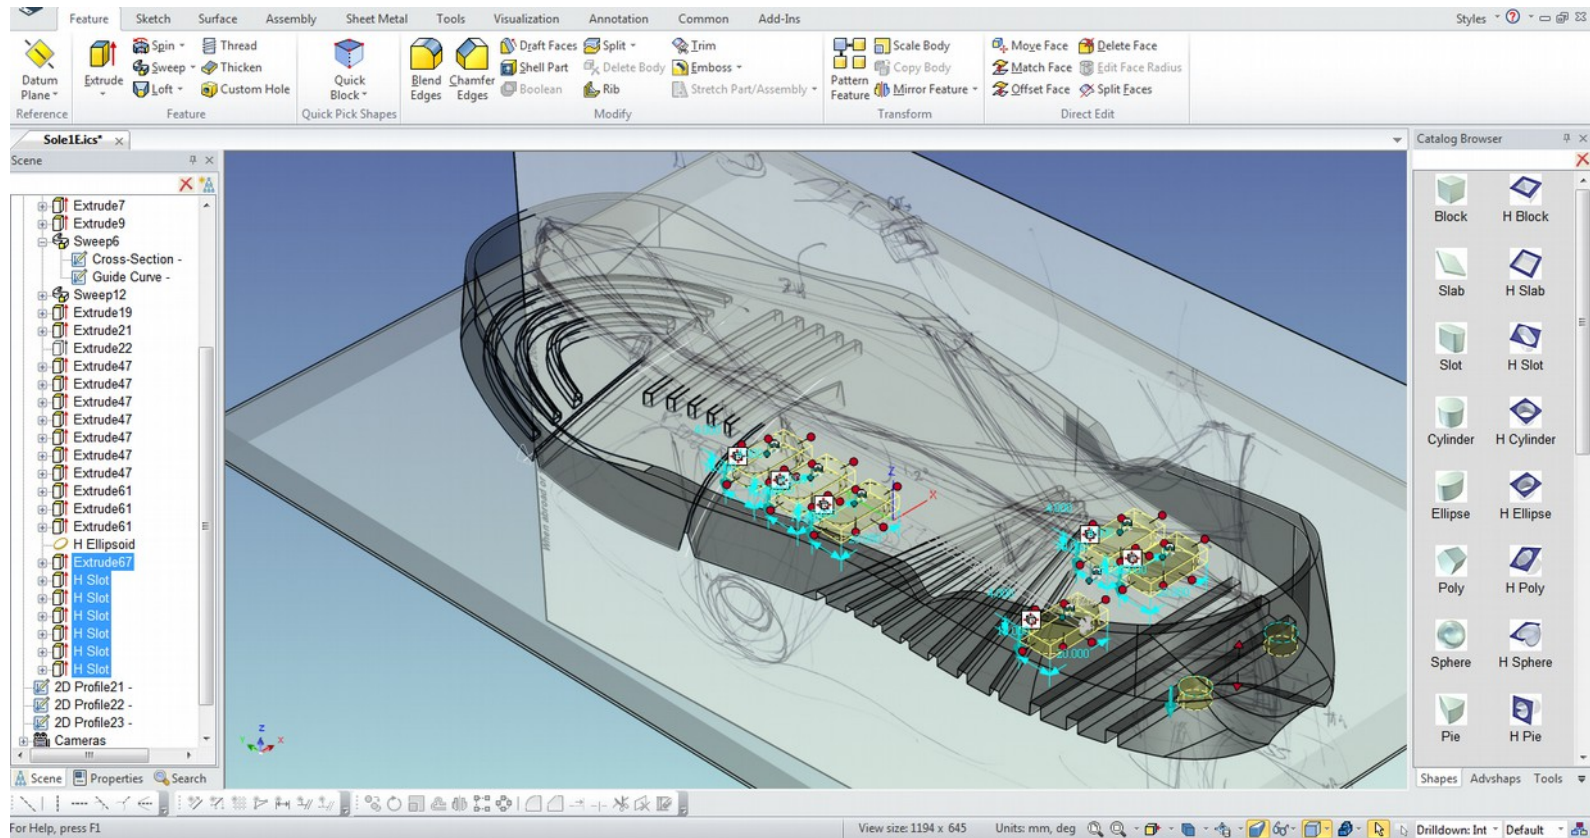 Feature Sketch Surface Assembly Sheet Metal Tools Visualization Annotation Common Add-Ins Styles
Datum Plane
Extrude
Spin
Sweep
Loft
Thread
Thicken
Custom Hole
Quick Block
Blend Edges
Chamfer Edges
Draft Faces
Shell Part
Boolean
Split
Delete Body
Rib
Trim
Emboss
Stretch Part/Assembly
Pattern Feature
Scale Body
Copy Body
Mirror Feature
Move Face
Match Face
Offset Face
Delete Face
Edit Face Radius
Split Faces
Reference Feature Quick Pick Shapes Modify Transform Direct Edit
Sole1E.ics*
Scene
Extrude7
Extrude9
Sweep6
Cross-Section -
Guide Curve -
Sweep12
Extrude19
Extrude21
Extrude22
Extrude47
Extrude47
Extrude47
Extrude47
Extrude47
Extrude47
Extrude47
Extrude61
Extrude61
Extrude61
H Ellipsoid
Extrude67
H Slot
H Slot
H Slot
H Slot
H Slot
H Slot
2D Profile21 -
2D Profile22 -
2D Profile23 -
Cameras
Scene Properties Search
When abroad or
Z
X
Z
X
Catalog Browser
Block H Block
Slab H Slab
Slot H Slot
Cylinder H Cylinder
Ellipse H Ellipse
Poly H Poly
Sphere H Sphere
Pie H Pie
Shapes Advshaps Tools
For Help, press F1
View size: 1194 x 645
Units: mm, deg
Drilldown: Int
Default